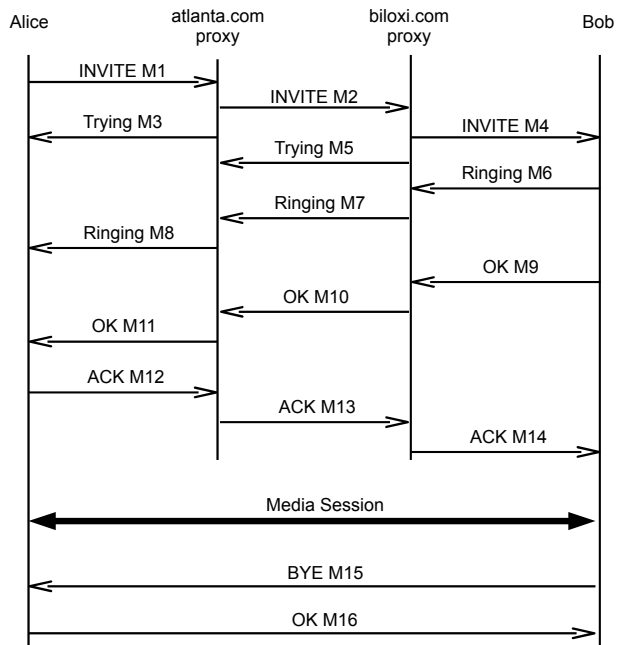 Alice
atlanta.com
proxy
biloxi.com
proxy
Bob
INVITE M1
INVITE M2
Trying M3
INVITE M4
Trying M5
Ringing M6
Ringing M7
Ringing M8
OK M9
OK M10
OK M11
ACK M12
ACK M13
ACK M14
Media Session
BYE M15
OK M16